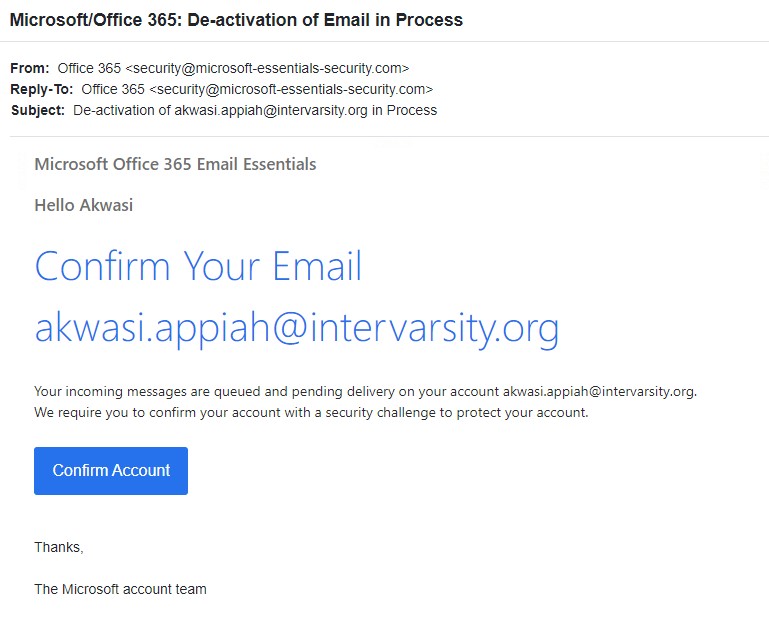 Microsoft/Office 365: De-activation of Email in Process
From: Office 365 <security@microsoft-essentials-security.com>
Reply-To: Office 365 <security@microsoft-essentials-security.com>
Subject: De-activation of akwasi.appiah@intervarsity.org in Process
Microsoft Office 365 Email Essentials
Hello Akwasi
Confirm Your Email
akwasi.appiah@intervarsity.org
Your incoming messages are queued and pending delivery on your account akwasi.appiah@intervarsity.org.
We require you to confirm your account with a security challenge to protect your account.
Confirm Account
Thanks,
The Microsoft account team